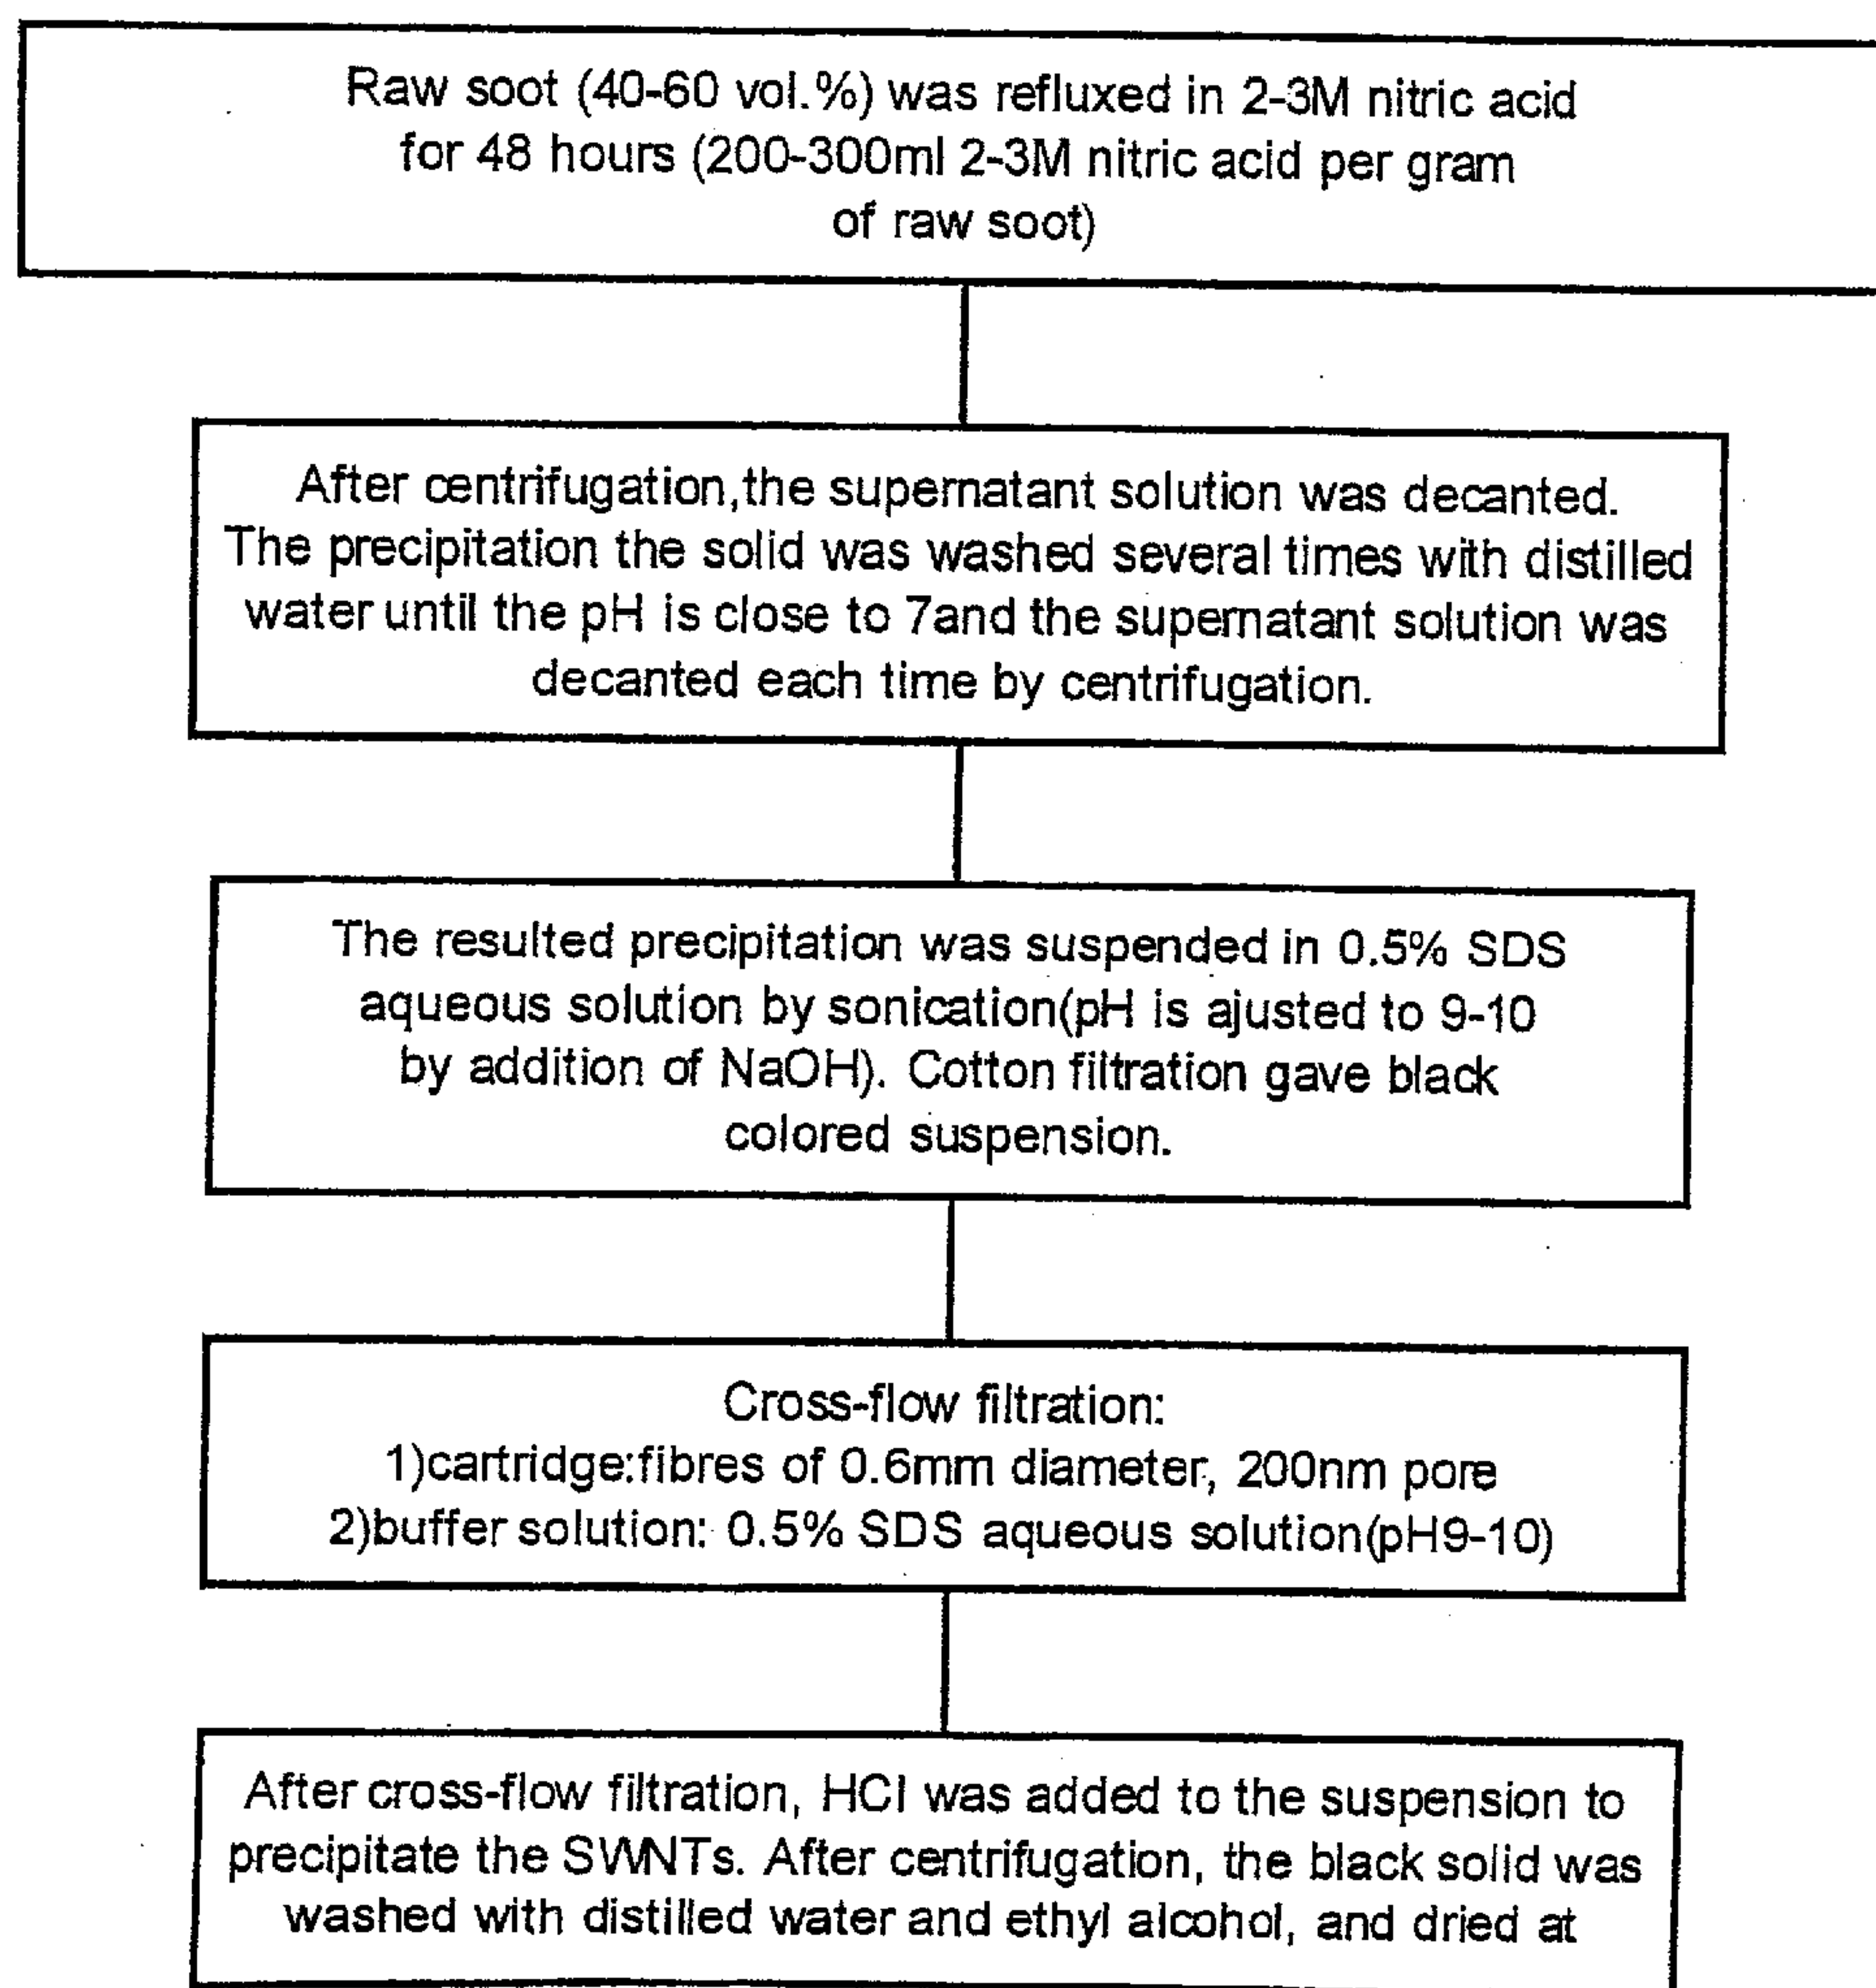 Raw soot (40-60 vol.%) was refluxed in 2-3M nitric acid
for 48 hours (200-300ml 2-3M nitric acid per gram
of raw soot)
After centrifugation,the supernatant solution was decanted.
The precipitation the solid was washed several times with distilled
water until the pH is close to 7and the supernatant solution was
decanted each time by centrifugation.
The resulted precipitation was suspended in 0.5% SDS
aqueous solution by sonication(pH is ajusted to 9-10
by addition of NaOH). Cotton filtration gave black
colored suspension.
Cross-flow filtration:
1)cartridge:fibres of 0.6mm diameter, 200nm pore
2)buffer solution: 0.5% SDS aqueous solution(pH9-10)
After cross-flow filtration, HCl was added to the suspension to
precipitate the SWNTs. After centrifugation, the black solid was
washed with distilled water and ethyl alcohol, and dried at